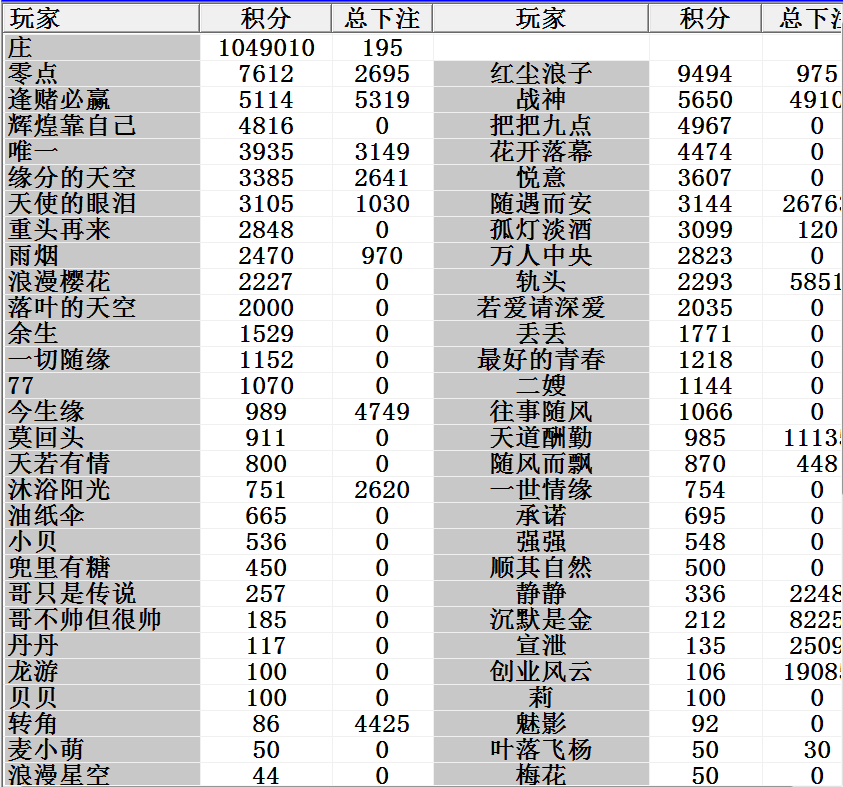 玩家 积分 总下注 玩家 积分 总下
庄 1049010 195
零点 7612 2695 红尘浪子 9494 975
逢赌必赢 5114 5319 战神 5650 4910
辉煌靠自己 4816 0 把把九点 4967 0
唯一 3935 3149 花开落幕 4474 0
缘分的天空 3385 2641 悦意 3607 0
天使的眼泪 3105 1030 随遇而安 3144 2676
重头再来 2848 0 孤灯淡酒 3099 120
雨烟 2470 970 万人中央 2823 0
浪漫樱花 2227 0 轨头 2293 5851
落叶的天空 2000 0 若爱请深爱 2035 0
余生 1529 0 丢丢 1771 0
一切随缘 1152 0 最好的青春 1218 0
77 1070 0 二嫂 1144 0
今生缘 989 4749 往事随风 1066 0
莫回头 911 0 天道酬勤 985 1113
天若有情 800 0 随风而飘 870 448
沐浴阳光 751 2620 一世情缘 754 0
油纸伞 665 0 承诺 695 0
小贝 536 0 强强 548 0
兜里有糖 450 0 顺其自然 500 0
哥只是传说 257 0 静静 336 2248
哥不帅但很帅 185 0 沉默是金 212 8225
丹丹 117 0 宣泄 135 2509
龙游 100 0 创业风云 106 1908
贝贝 100 0 莉 100 0
转角 86 4425 魅影 92 0
麦小萌 50 0 叶落飞杨 50 30
浪漫星空 44 0 梅花 50 0